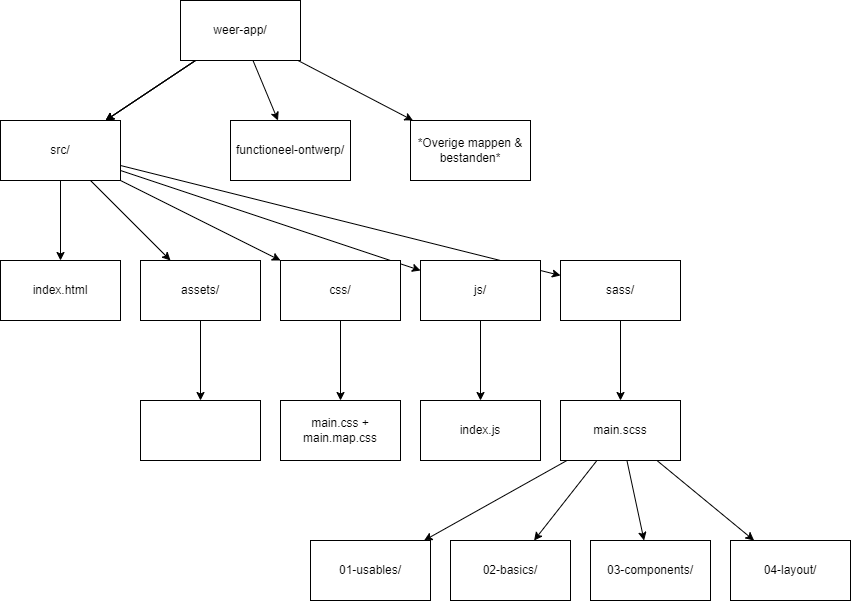 weer-app/
src/
functioneel-ontwerp/
*Overige mappen &
bestanden*
index.html
assets/
css/
js/
sass/
main.css +
main.map.css
index.js
main.scss
01-usables/
02-basics/
03-components/
04-layout/